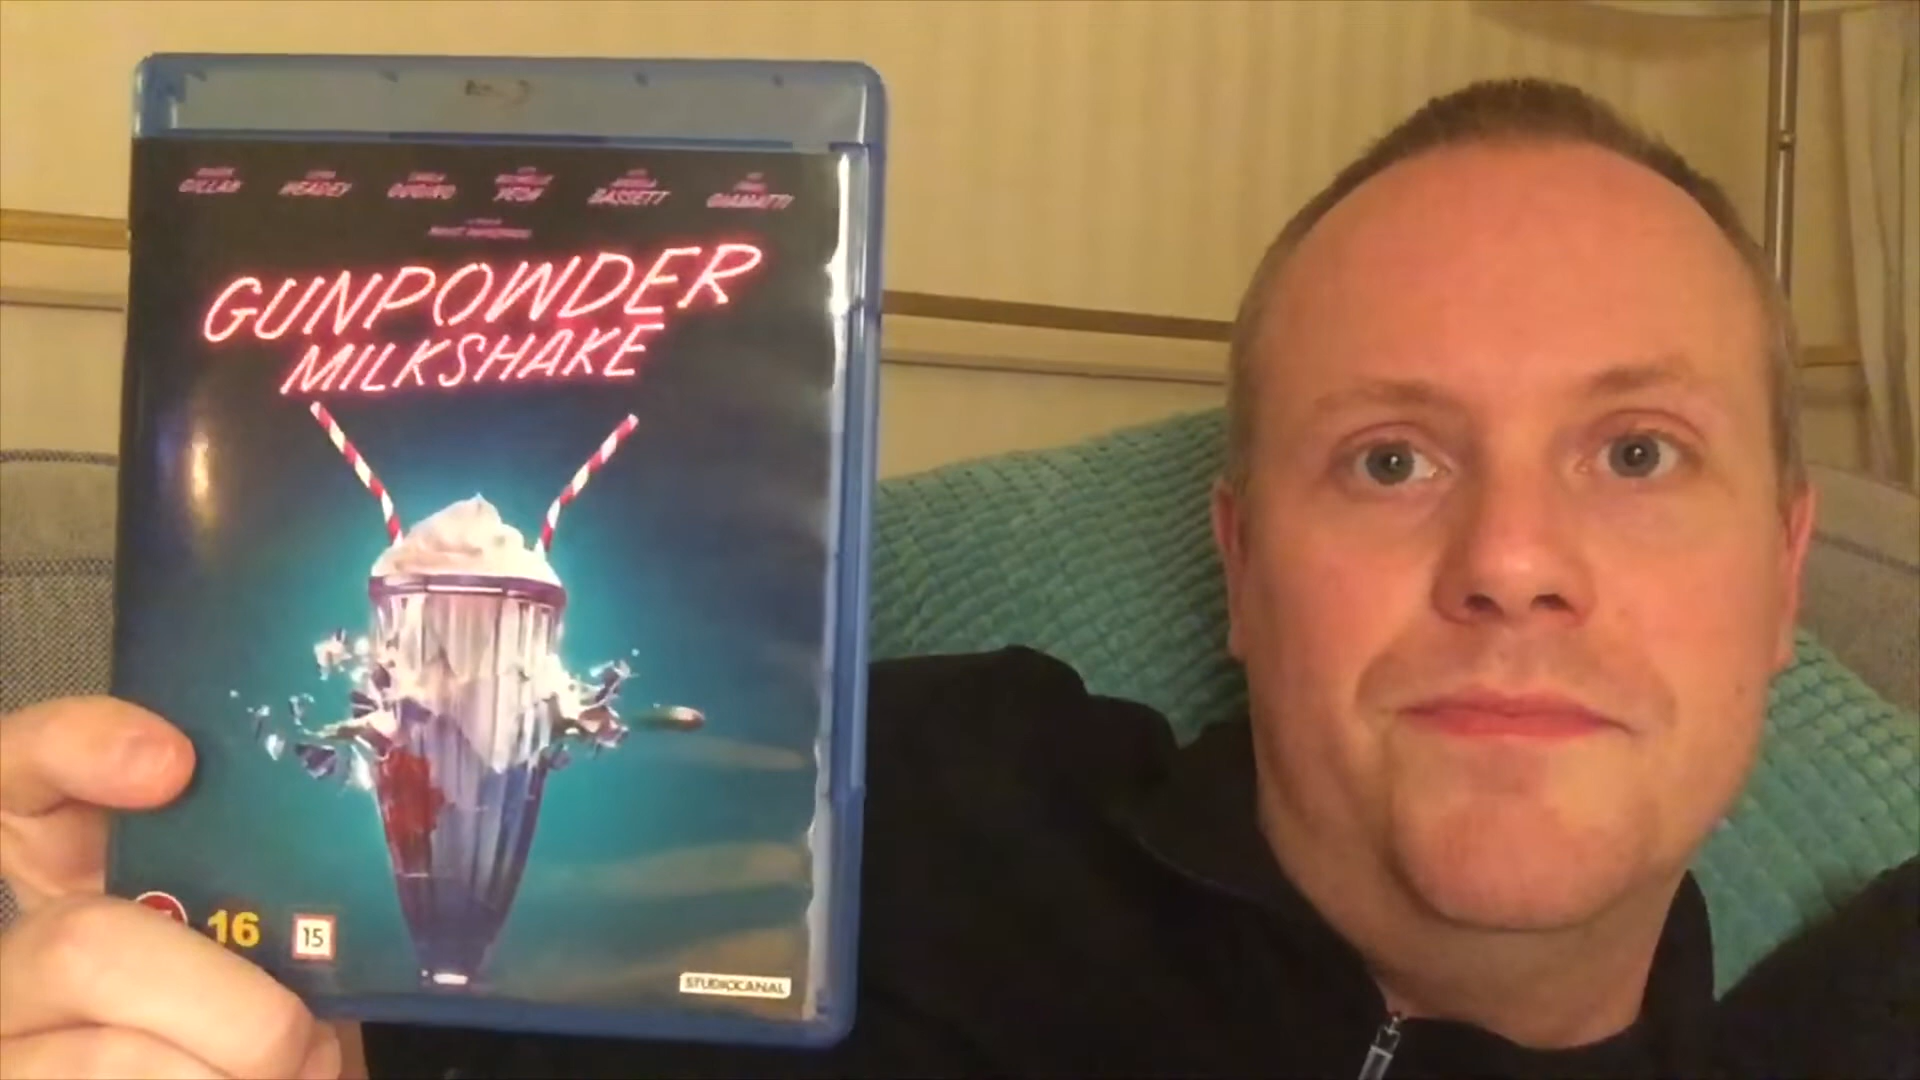 GILLAN HEADEY GUGINO YEOH BASSETT GIAMATTI
GUNPOWDER
MILKSHAKE
16 15
STUDIOCANAL